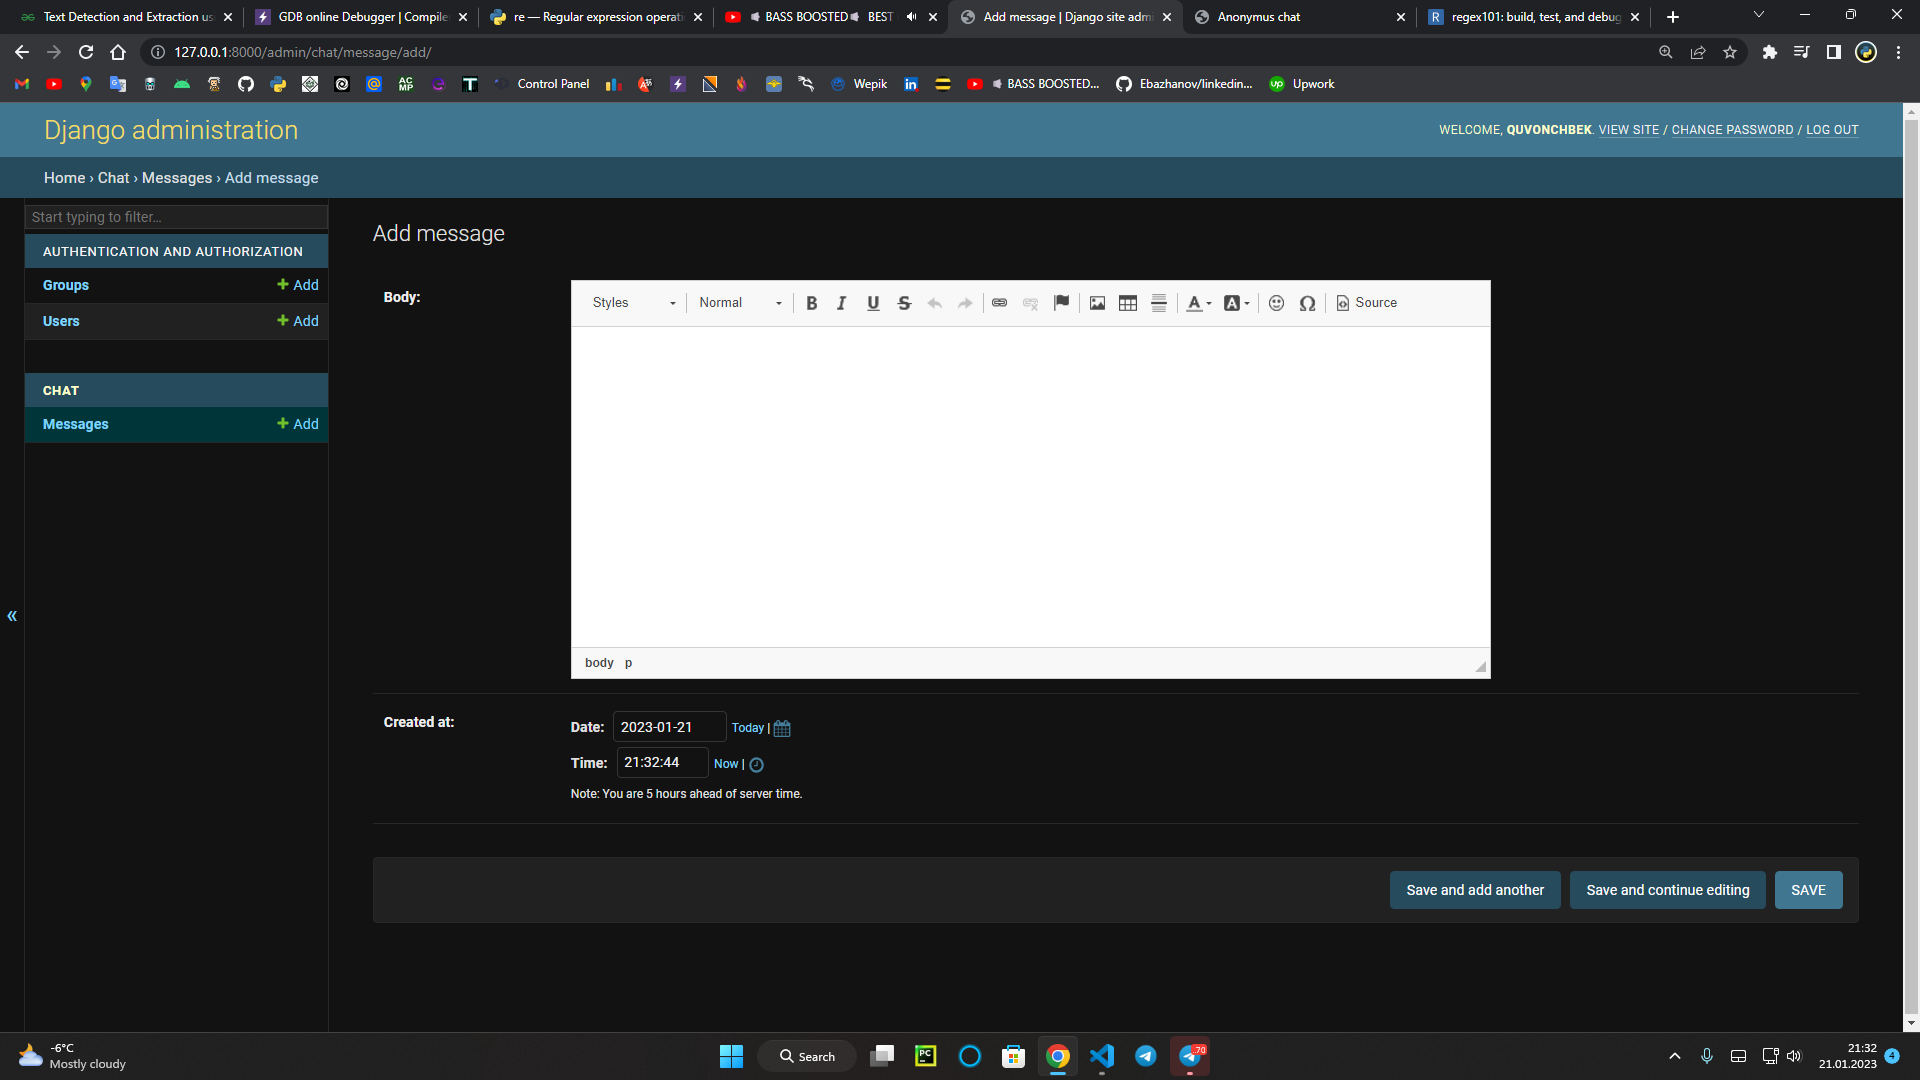 Text Detection and Extraction us
GDB online Debugger | Compile
re — Regular expression operati
BASS BOOSTED BEST
Add message | Django site admi
Anonymus chat
regex101: build, test, and debug
127.0.0.1:8000/admin/chat/message/add/
Control Panel
Wepik
BASS BOOSTED...
Ebazhanov/linkedin...
Upwork
Django administration
WELCOME, QUVONCHBEK. VIEW SITE / CHANGE PASSWORD / LOG OUT
Home › Chat › Messages › Add message
Start typing to filter...
AUTHENTICATION AND AUTHORIZATION
Groups Add
Users Add
CHAT
Messages Add
«
Add message
Body:
Styles Normal B I U S A A Ω Source
body p
Created at:
Date: 2023-01-21 Today |
Time: 21:32:44 Now |
Note: You are 5 hours ahead of server time.
Save and add another Save and continue editing SAVE
-6°C
Mostly cloudy
Search
70
21:32
21.01.2023
4